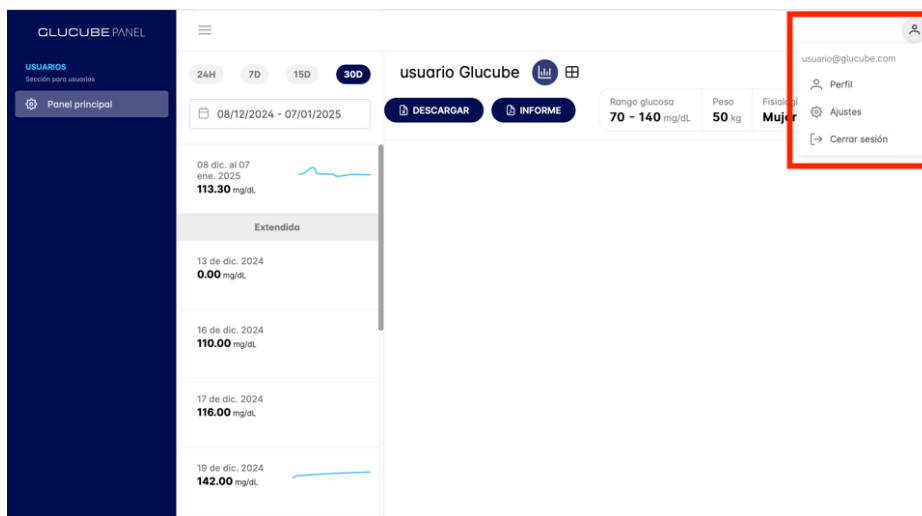 GLUCUBE PANEL
USUARIOS
Sección para usuarios
Panel principal
24H 7D 15D 30D
08/12/2024 - 07/01/2025
08 dic. al 07
ene. 2025
113.30 mg/dL
Extendida
13 de dic. 2024
0.00 mg/dL
16 de dic. 2024
110.00 mg/dL
17 de dic. 2024
116.00 mg/dL
19 de dic. 2024
142.00 mg/dL
usuario Glucube
DESCARGAR INFORME
Rango glucosa
70 - 140 mg/dL
Peso
50 kg
Mujer
usuario@glucube.com
Perfil
Ajustes
Cerrar sesión